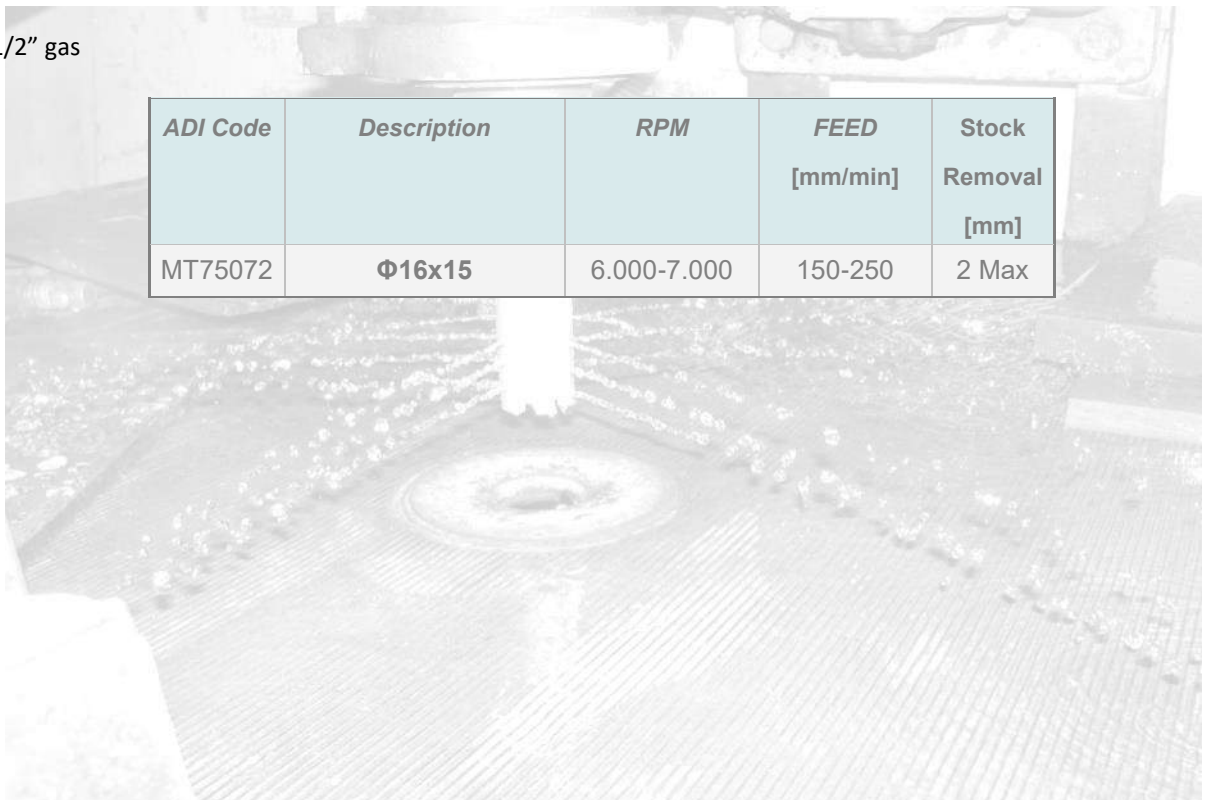 1/2” gas
ADI Code Description RPM FEED Stock
[mm/min] Removal
[mm]
MT75072 Φ16x15 6.000-7.000 150-250 2 Max